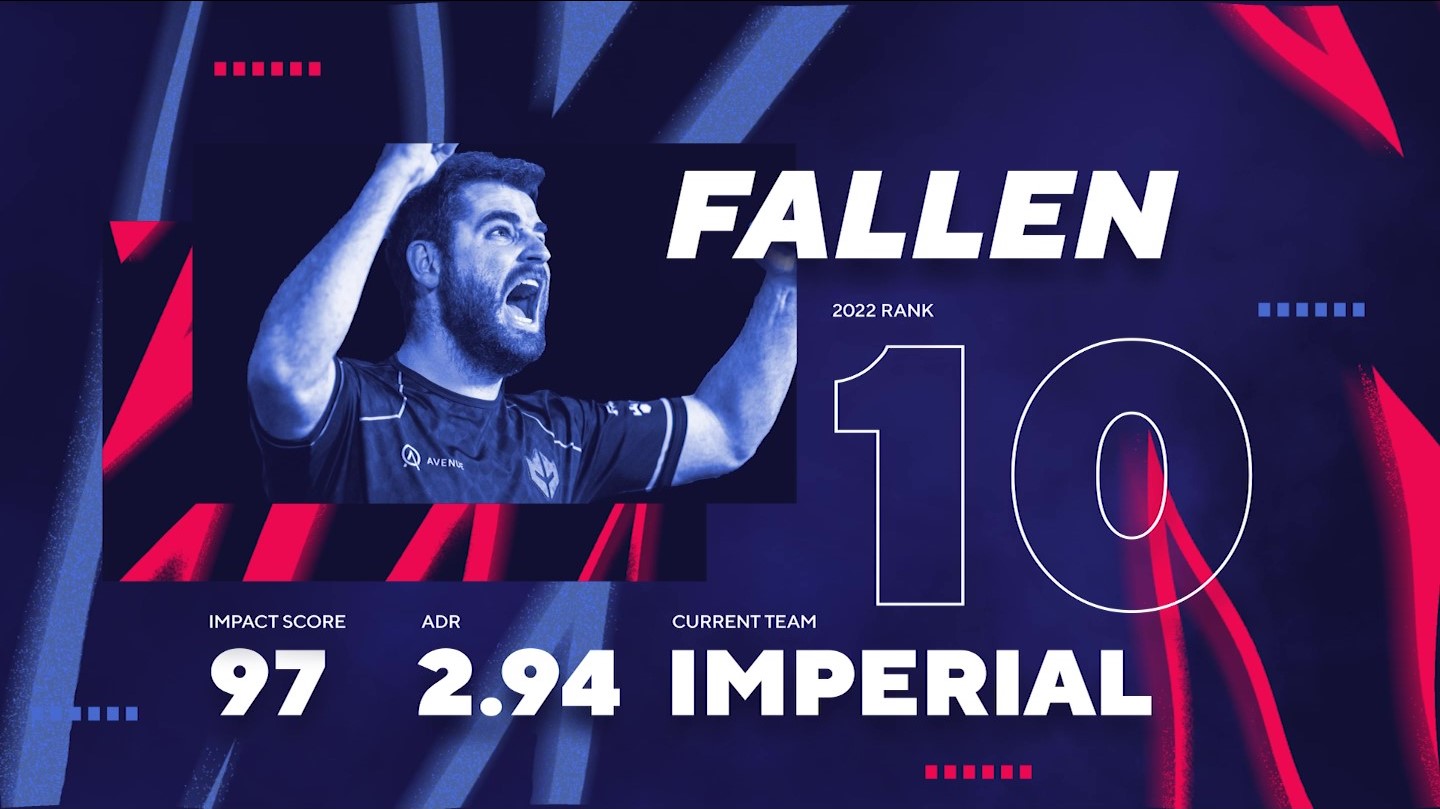 FALLEN
2022 RANK
10
AVENUE
IMPACT SCORE
97
ADR
2.94
CURRENT TEAM
IMPERIAL